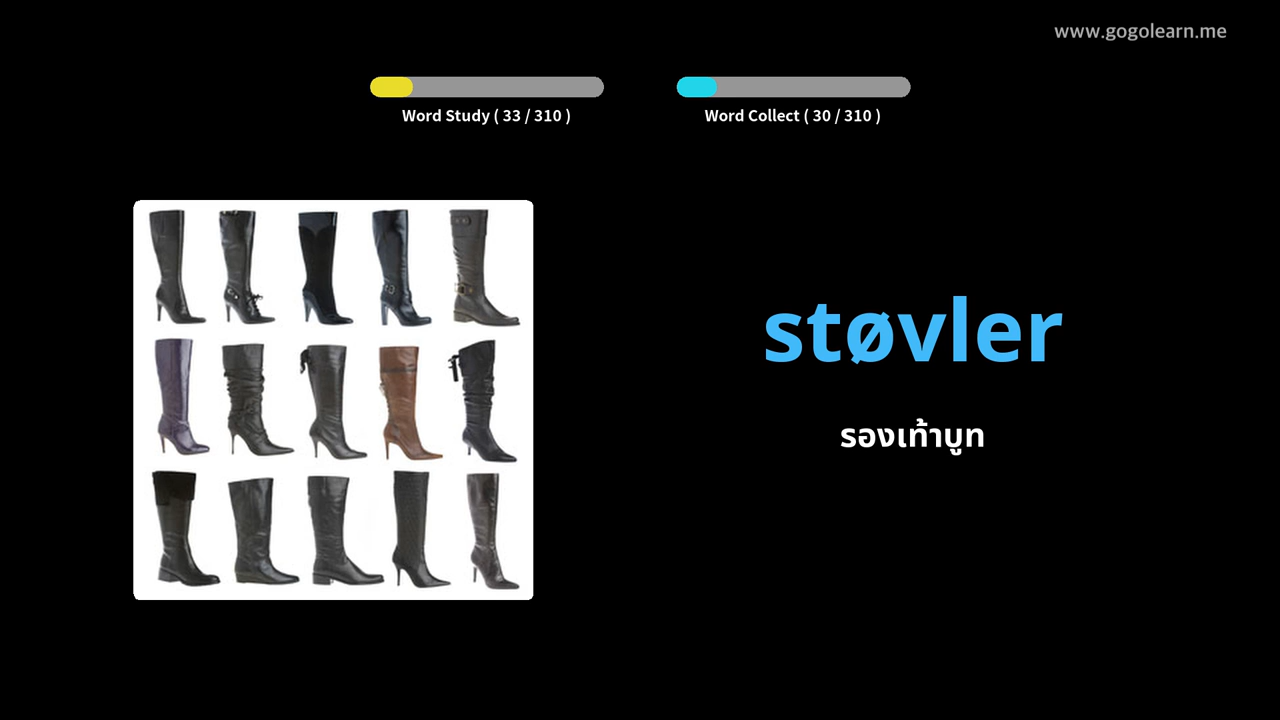 www.gogolearn.me
Word Study ( 33 / 310 )
Word Collect ( 30 / 310 )
støvler
รองเท้าบูท